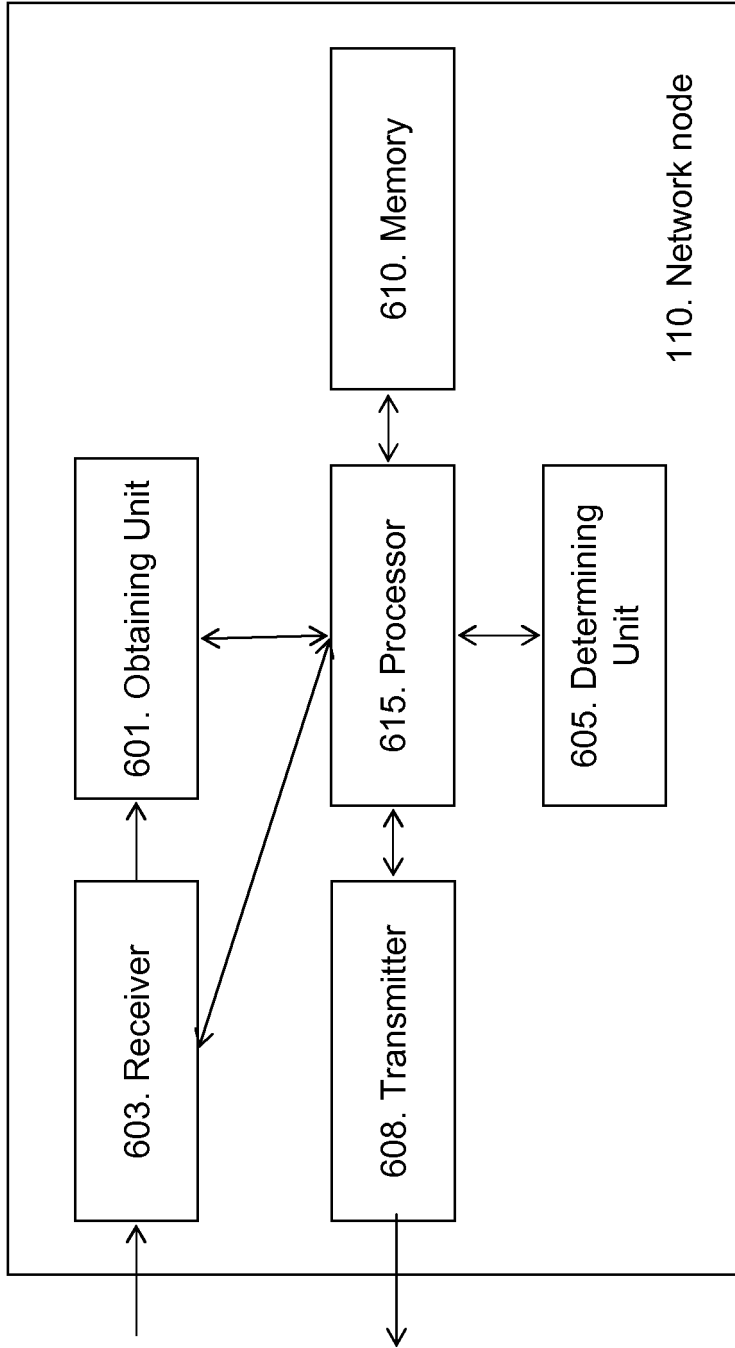 603. Receiver
601. Obtaining Unit
608. Transmitter
615. Processor
610. Memory
605. Determining
Unit
110. Network node